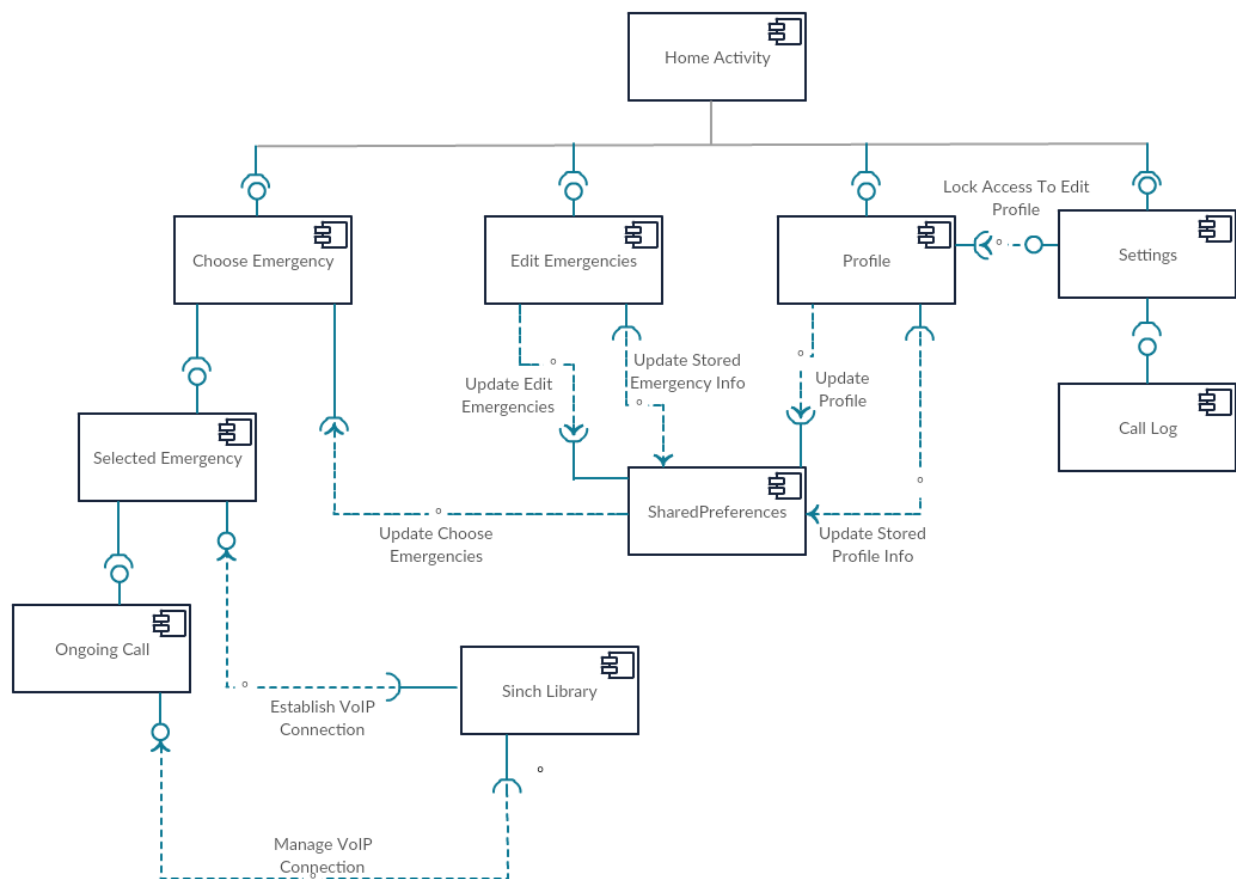 Home Activity
Lock Access To Edit
Profile
Choose Emergency
Edit Emergencies
Profile
Settings
Update Stored
Emergency Info
Update Edit
Emergencies
Update
Profile
Call Log
Selected Emergency
SharedPreferences
Update Choose
Emergencies
Update Stored
Profile Info
Ongoing Call
Sinch Library
Establish VoIP
Connection
Manage VoIP
Connection